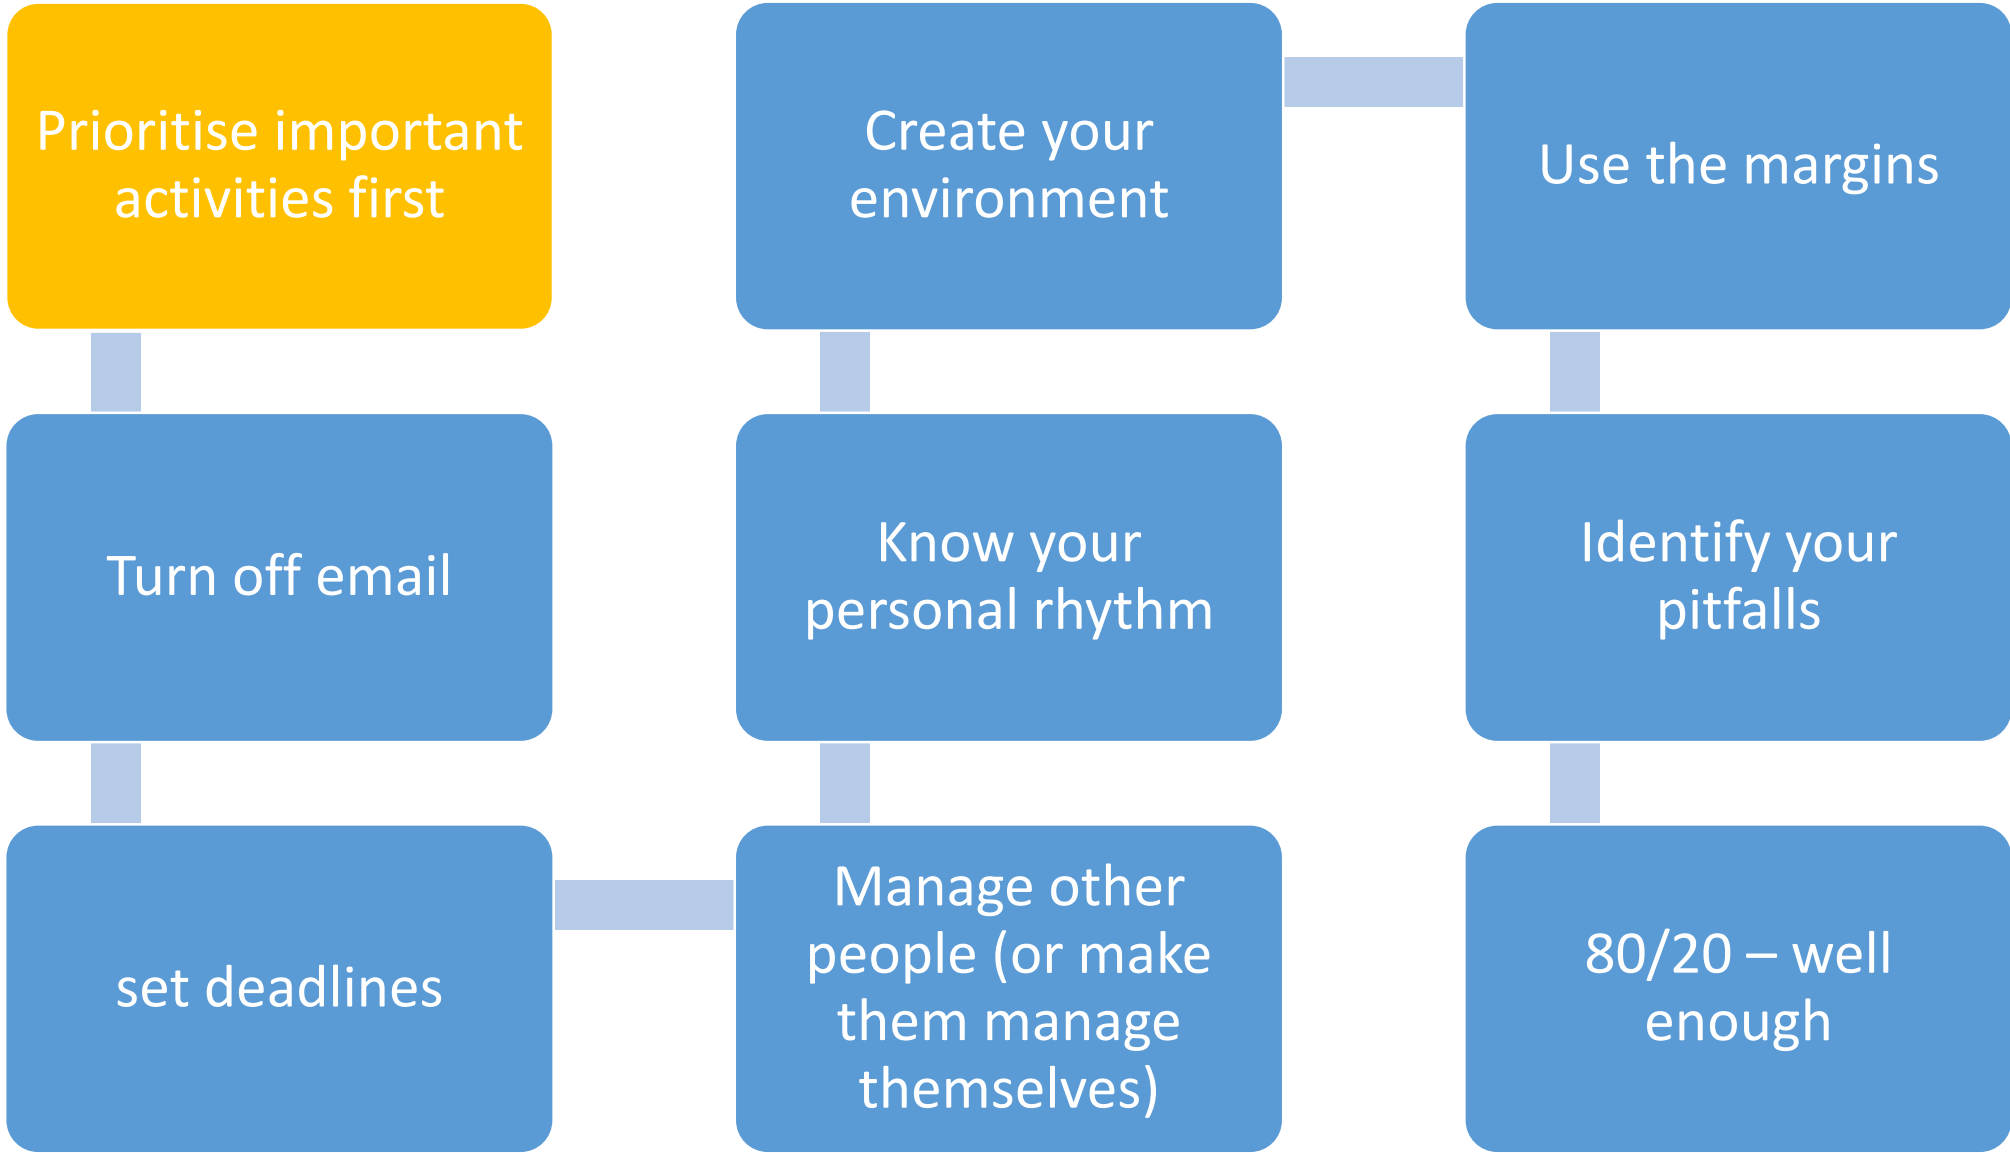 Prioritise important
activities first
Turn off email
set deadlines
Manage other
people (or make
them manage
themselves)
Know your
personal rhythm
Create your
environment
Use the margins
Identify your
pitfalls
80/20 – well
enough